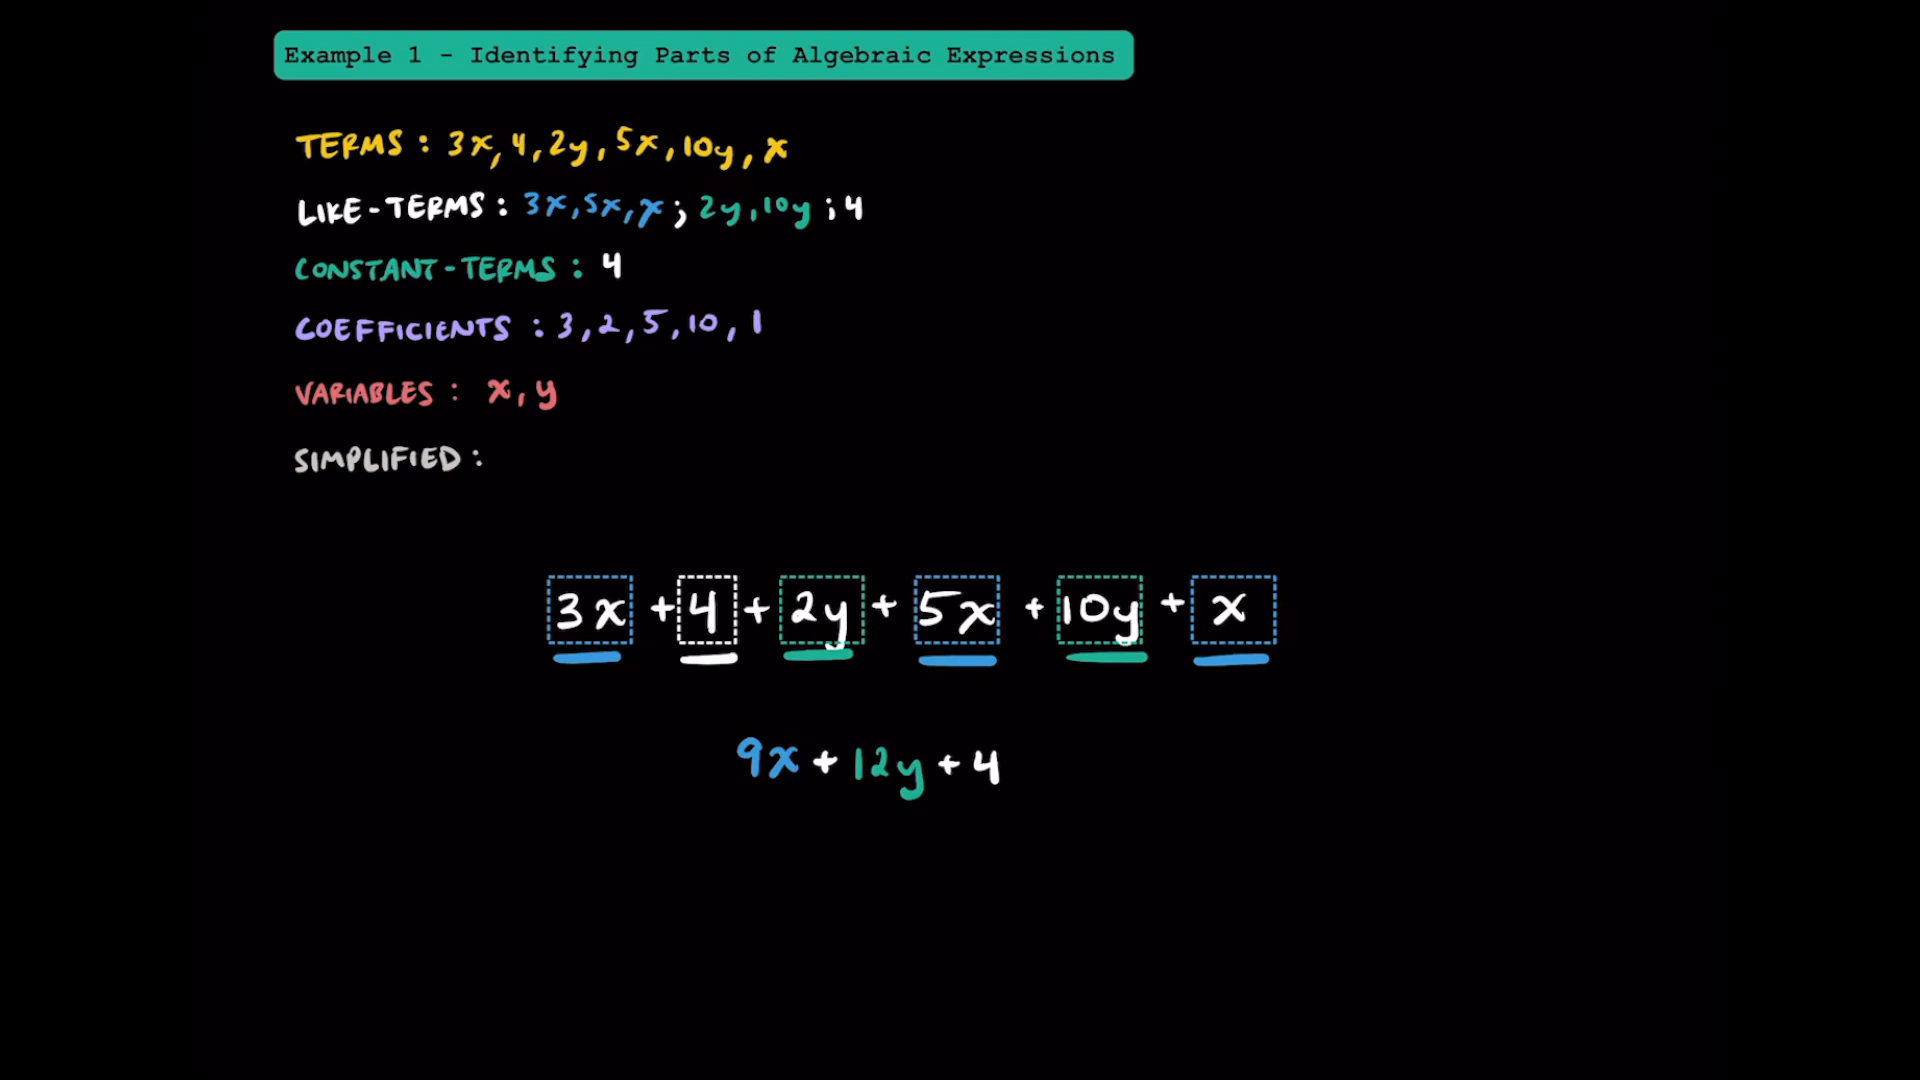 Example 1 - Identifying Parts of Algebraic Expressions
TERMS : 3x, 4, 2y, 5x, 10y, x
LIKE-TERMS : 3x, 5x, x ; 2y, 10y ; 4
CONSTANT-TERMS : 4
COEFFICIENTS : 3, 2, 5, 10, 1
VARIABLES : x, y
SIMPLIFIED :
3x + 4 + 2y + 5x + 10y + x
9x + 12y + 4